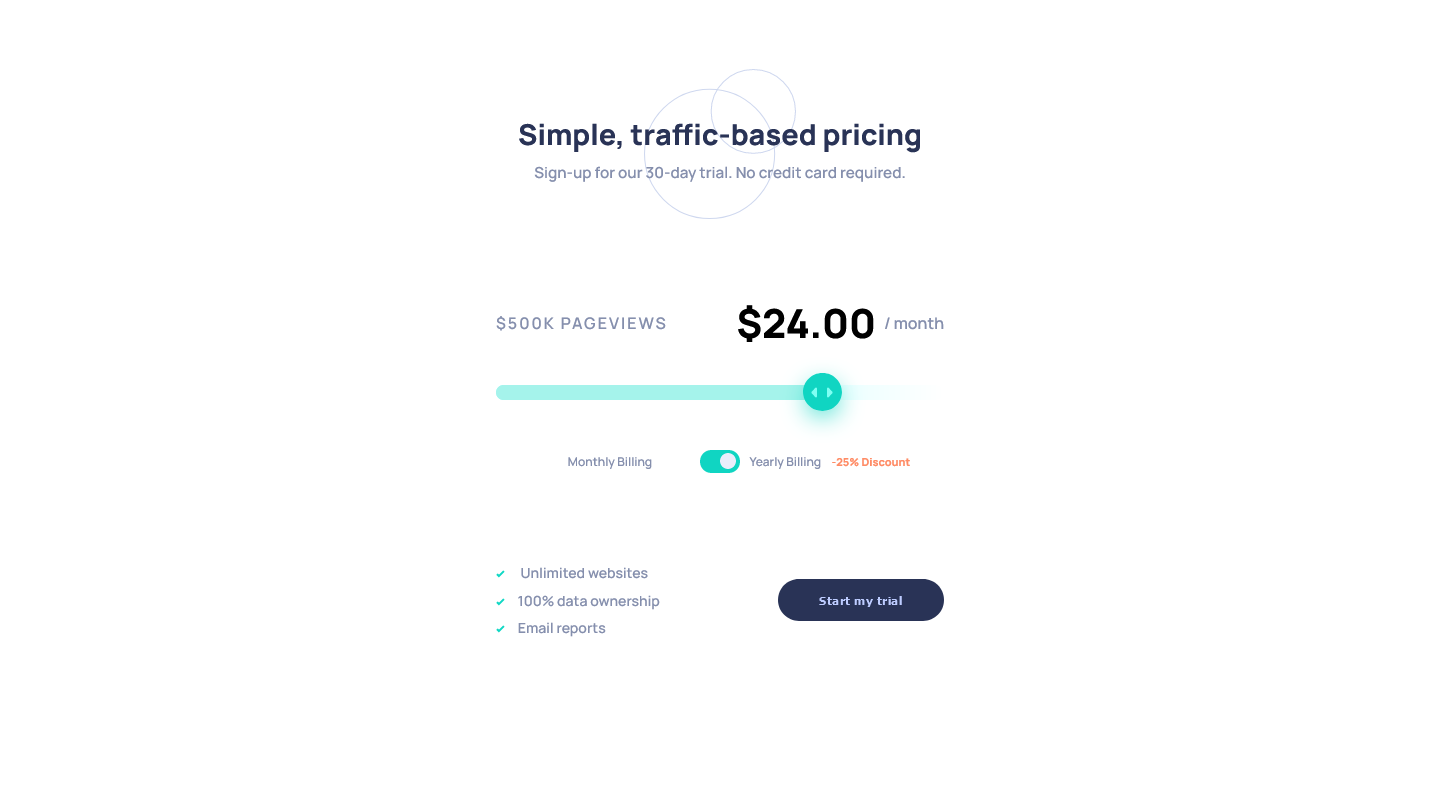 Simple, traffic-based pricing
Sign-up for our 30-day trial. No credit card required.
$500K PAGEVIEWS $24.00 / month
Monthly Billing Yearly Billing -25% Discount
Unlimited websites
100% data ownership
Email reports
Start my trial